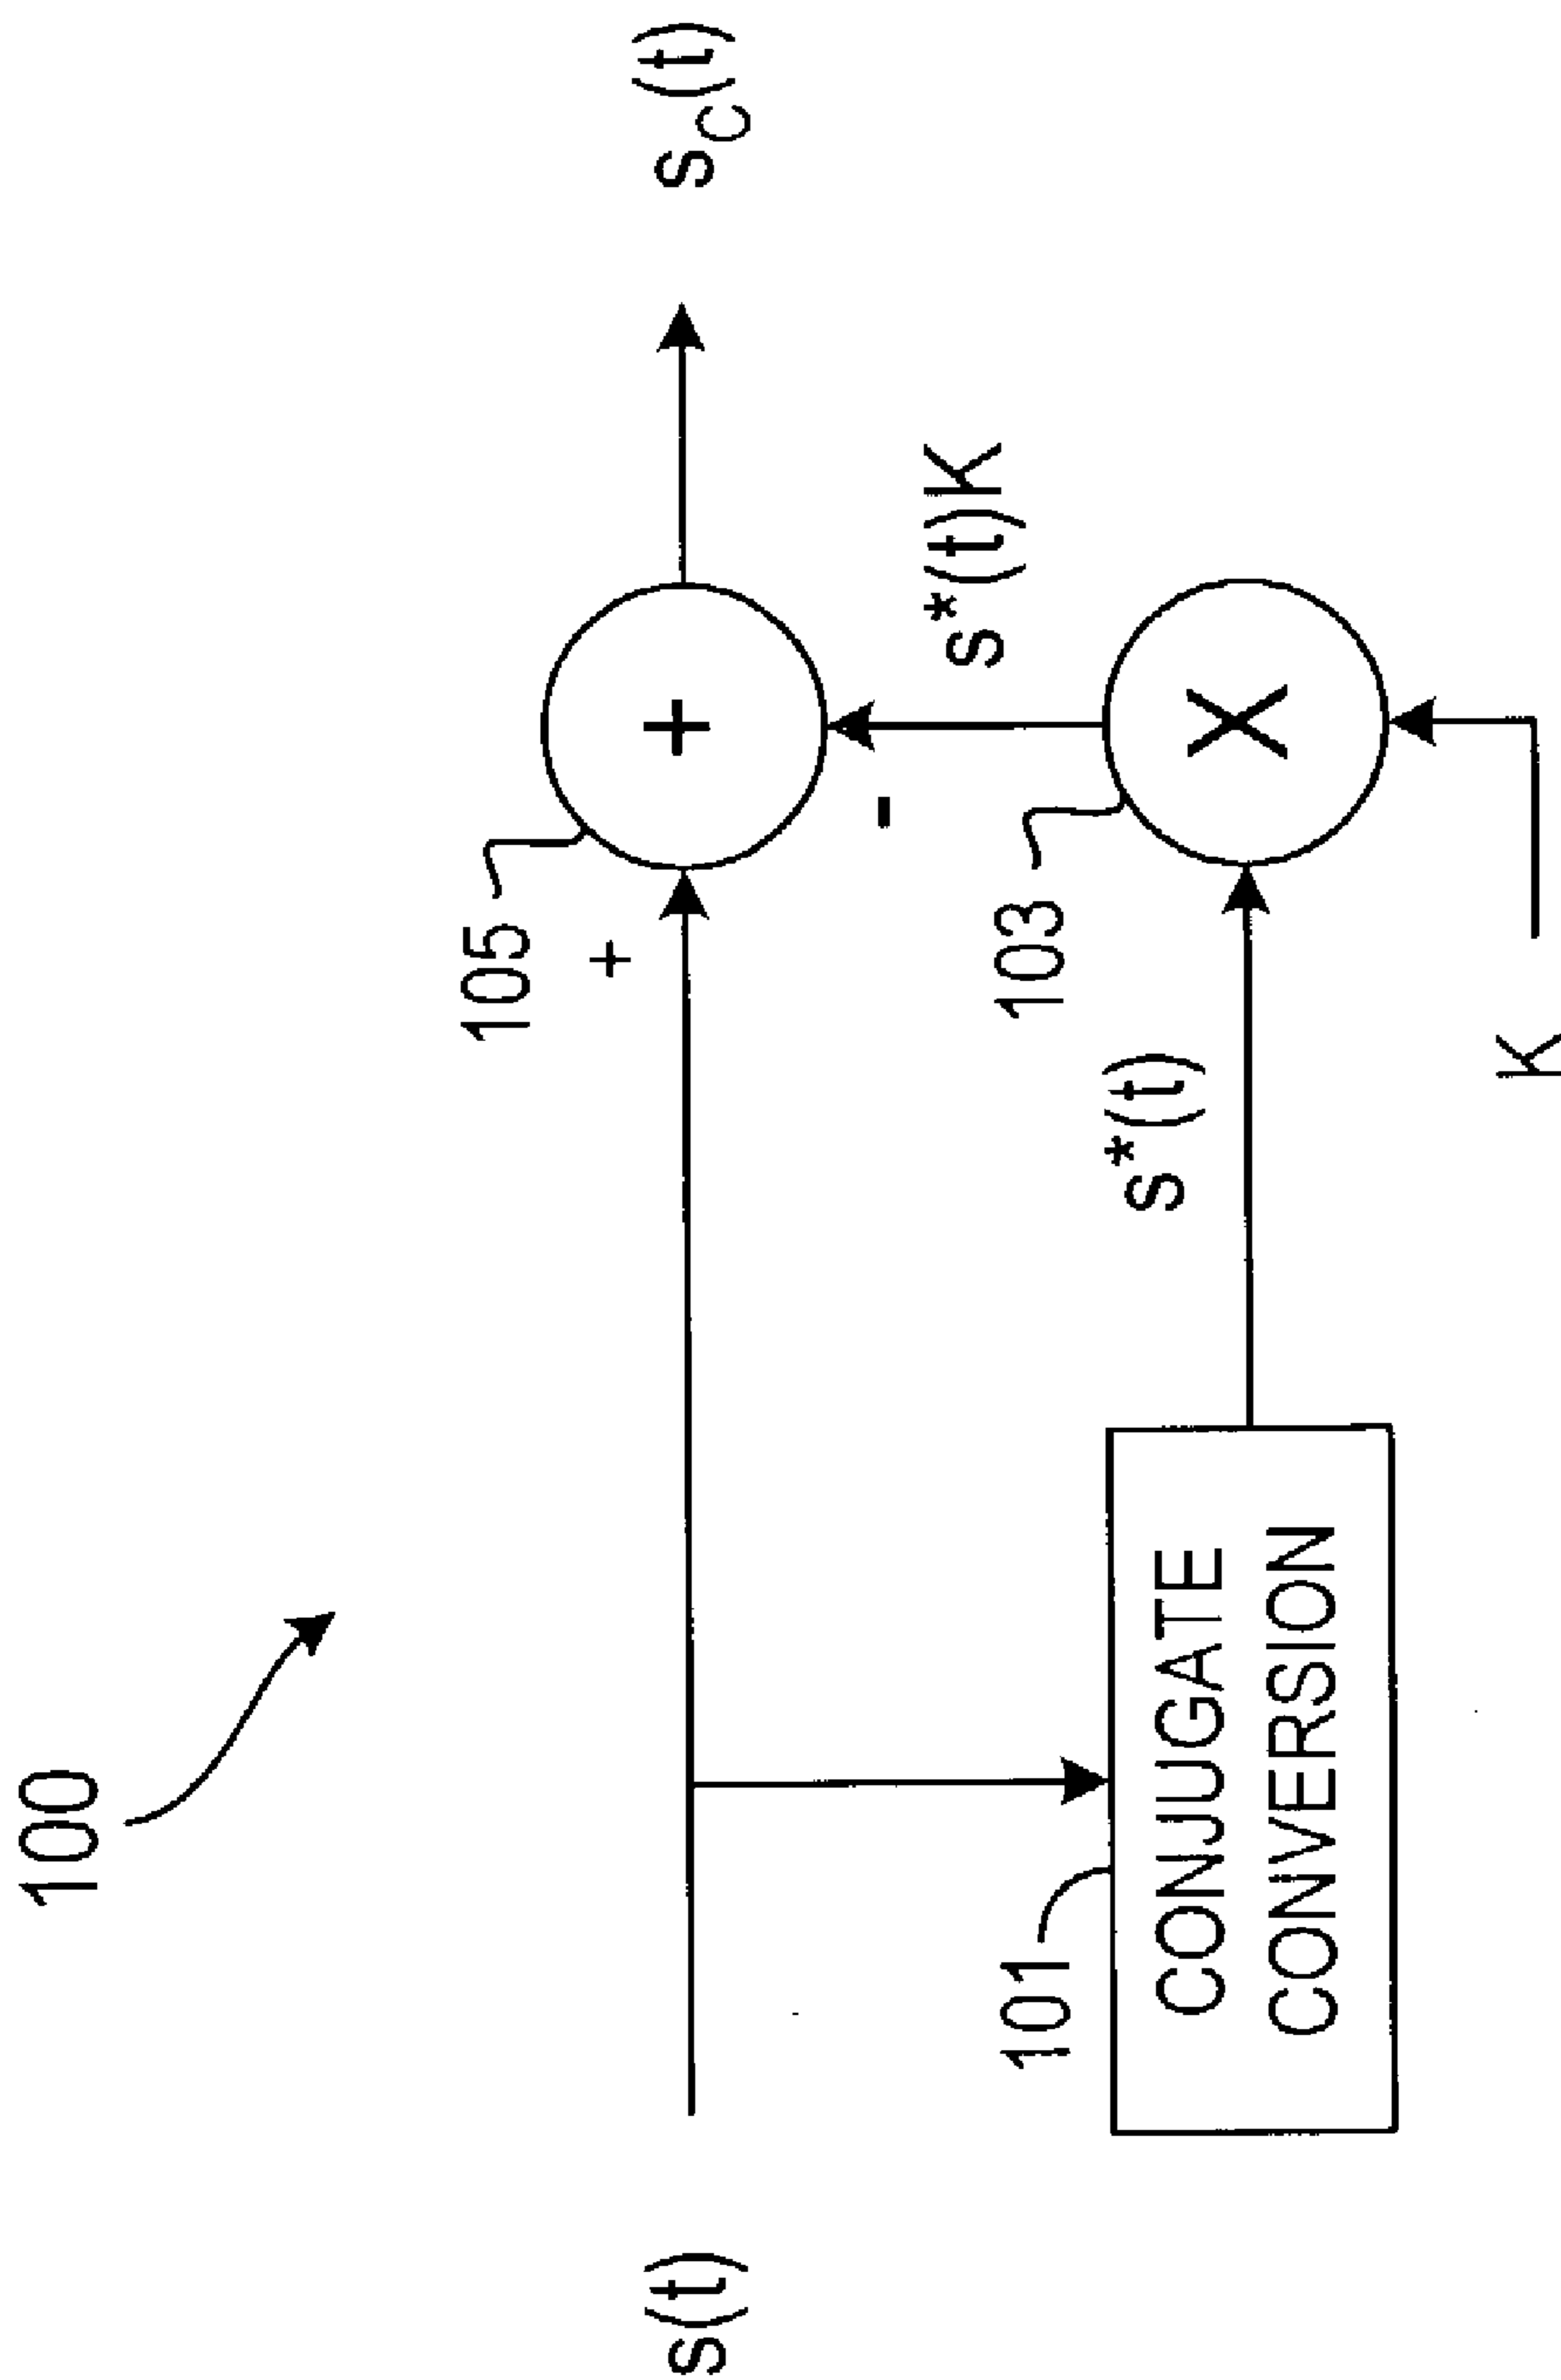 100
s(t)
+
105
+
s_C(t)
-
s*(t)K
101
CONJUGATE
CONVERSION
s*(t)
103
X
K